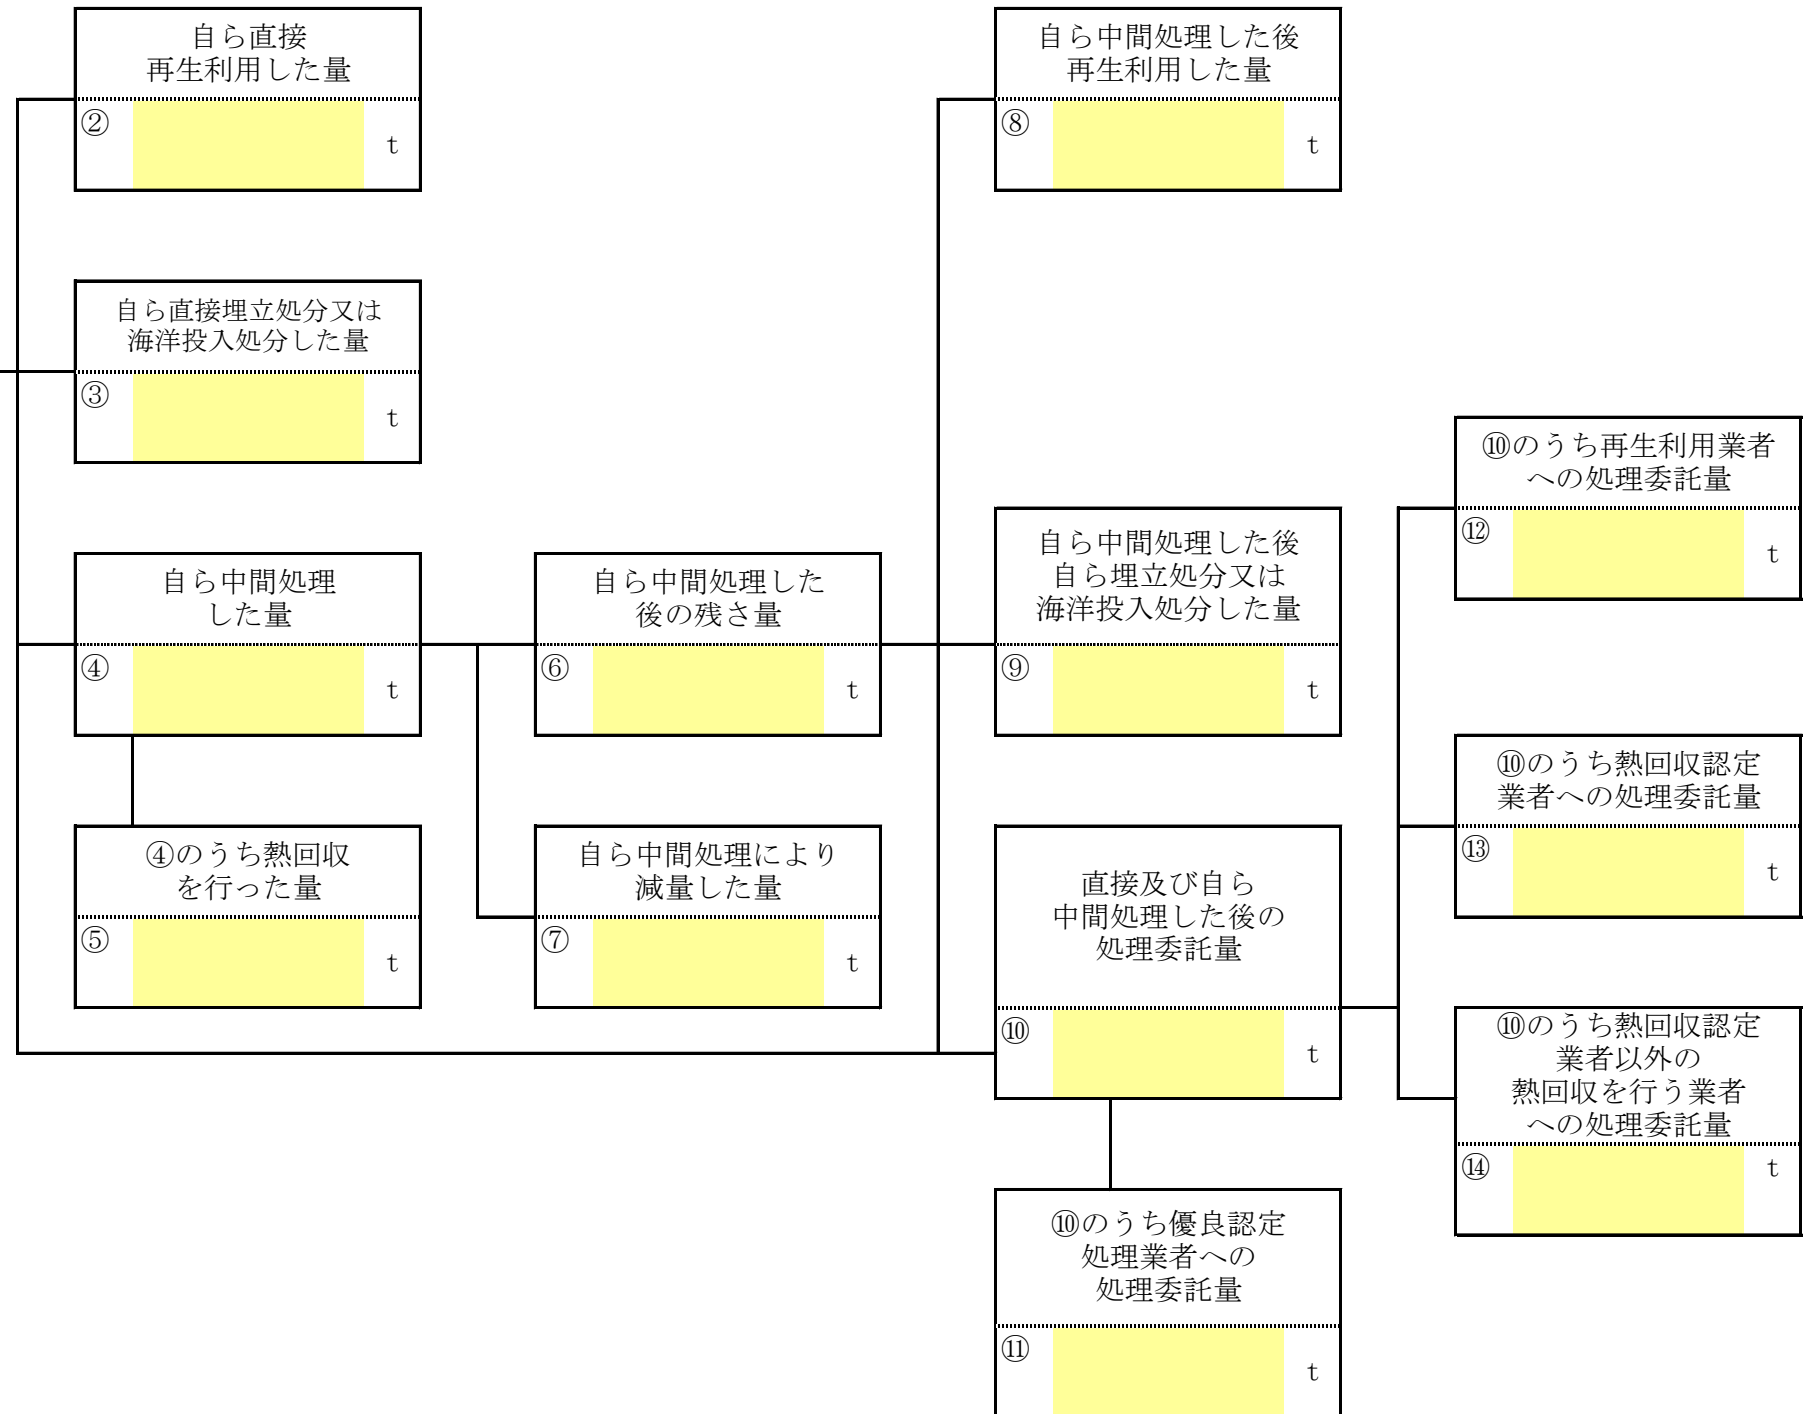 自ら直接
再生利用した量
②
t
自ら中間処理した後
再生利用した量
⑧
t
自ら直接埋立処分又は
海洋投入処分した量
③
t
⑩のうち再生利用業者
への処理委託量
⑫
t
自ら中間処理
した量
④
t
自ら中間処理した
後の残さ量
⑥
t
自ら中間処理した後
自ら埋立処分又は
海洋投入処分した量
⑨
t
⑩のうち熱回収認定
業者への処理委託量
⑬
t
④のうち熱回収
を行った量
⑤
t
自ら中間処理により
減量した量
⑦
t
直接及び自ら
中間処理した後の
処理委託量
⑩
t
⑩のうち熱回収認定
業者以外の
熱回収を行う業者
への処理委託量
⑭
t
⑩のうち優良認定
処理業者への
処理委託量
⑪
t